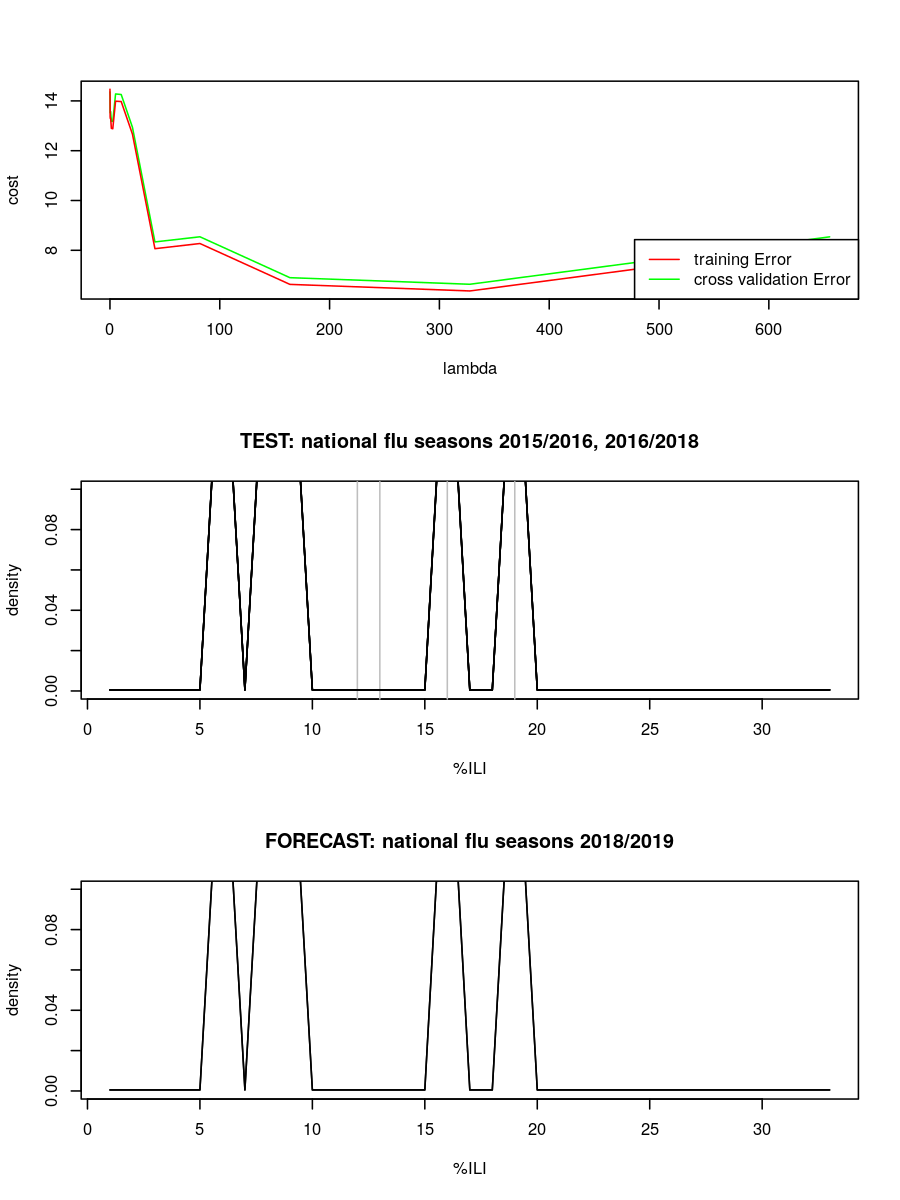 cost
14
12
10
8
training Error
cross validation Error
0 100 200 300 400 500 600
lambda
TEST: national flu seasons 2015/2016, 2016/2018
density
0.08
0.04
0.00
0 5 10 15 20 25 30
%ILI
FORECAST: national flu seasons 2018/2019
density
0.08
0.04
0.00
0 5 10 15 20 25 30
%ILI